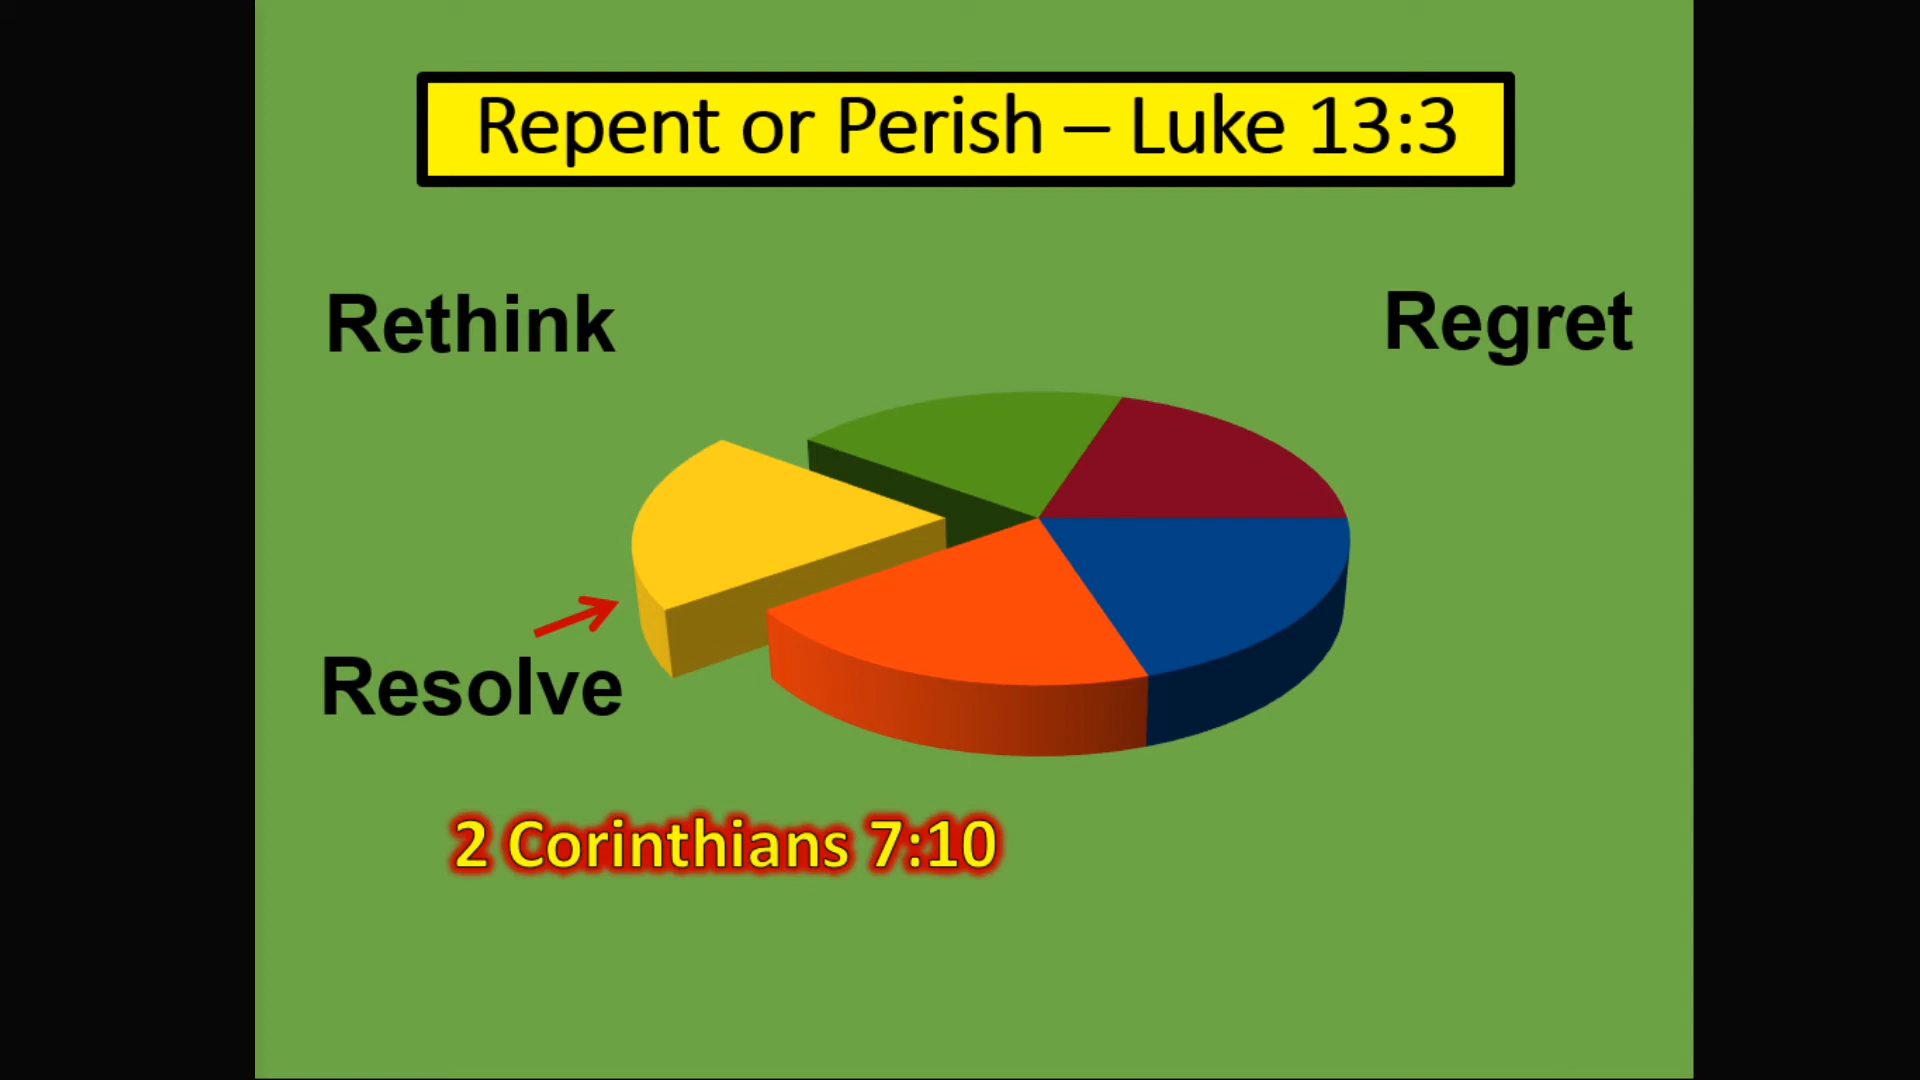 Repent or Perish – Luke 13:3
Rethink
Regret
Resolve
2 Corinthians 7:10